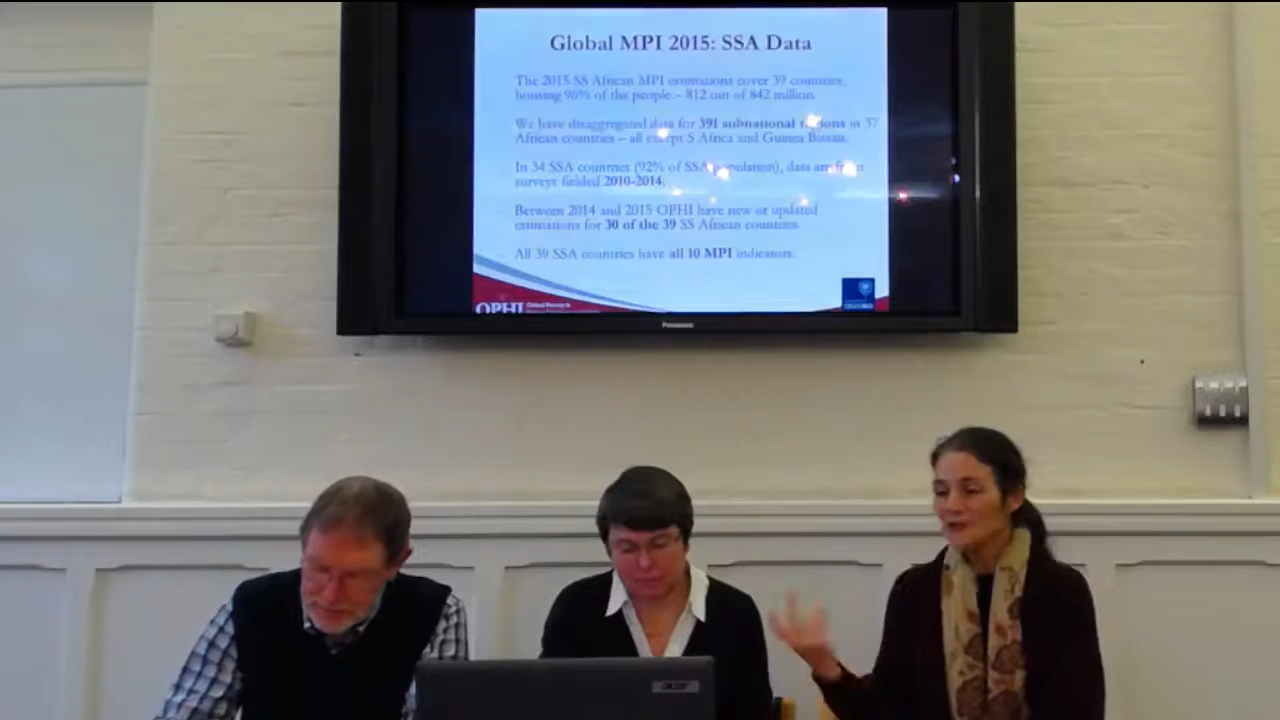 Global MPI 2015: SSA Data
The 2015 SS African MPI estimations cover 39 countries,
housing 96% of the people – 812 out of 842 million.
We have disaggregated data for 391 subnational regions in 37
African countries – all except S Africa and Guinea Bissau.
In 34 SSA countries (92% of SSA population), data are from
surveys fielded 2010-2014.
Between 2014 and 2015 OPHI have new or updated
estimations for 30 of the 39 SS African countries.
All 39 SSA countries have all 10 MPI indicators.
OPHI
Panasonic
acer